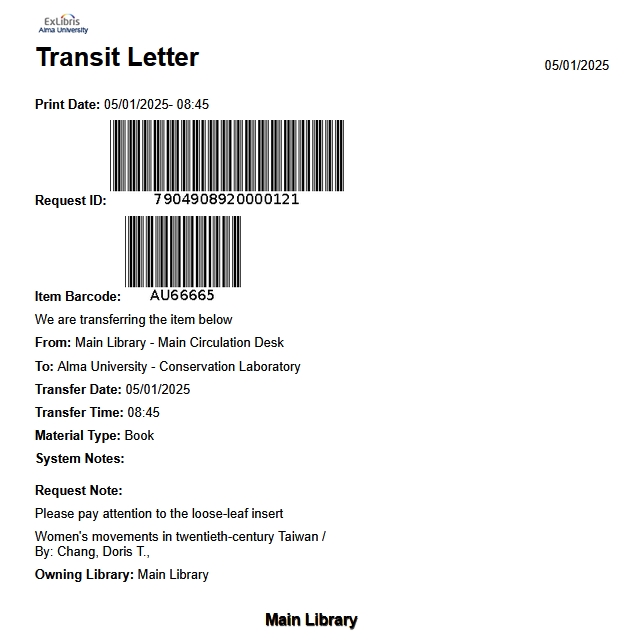 ExLibris
Alma University
Transit Letter
05/01/2025
Print Date: 05/01/2025- 08:45
Request ID: 7904908920000121
Item Barcode: AU66665
We are transferring the item below
From: Main Library - Main Circulation Desk
To: Alma University - Conservation Laboratory
Transfer Date: 05/01/2025
Transfer Time: 08:45
Material Type: Book
System Notes:
Request Note:
Please pay attention to the loose-leaf insert
Women's movements in twentieth-century Taiwan /
By: Chang, Doris T.,
Owning Library: Main Library
Main Library